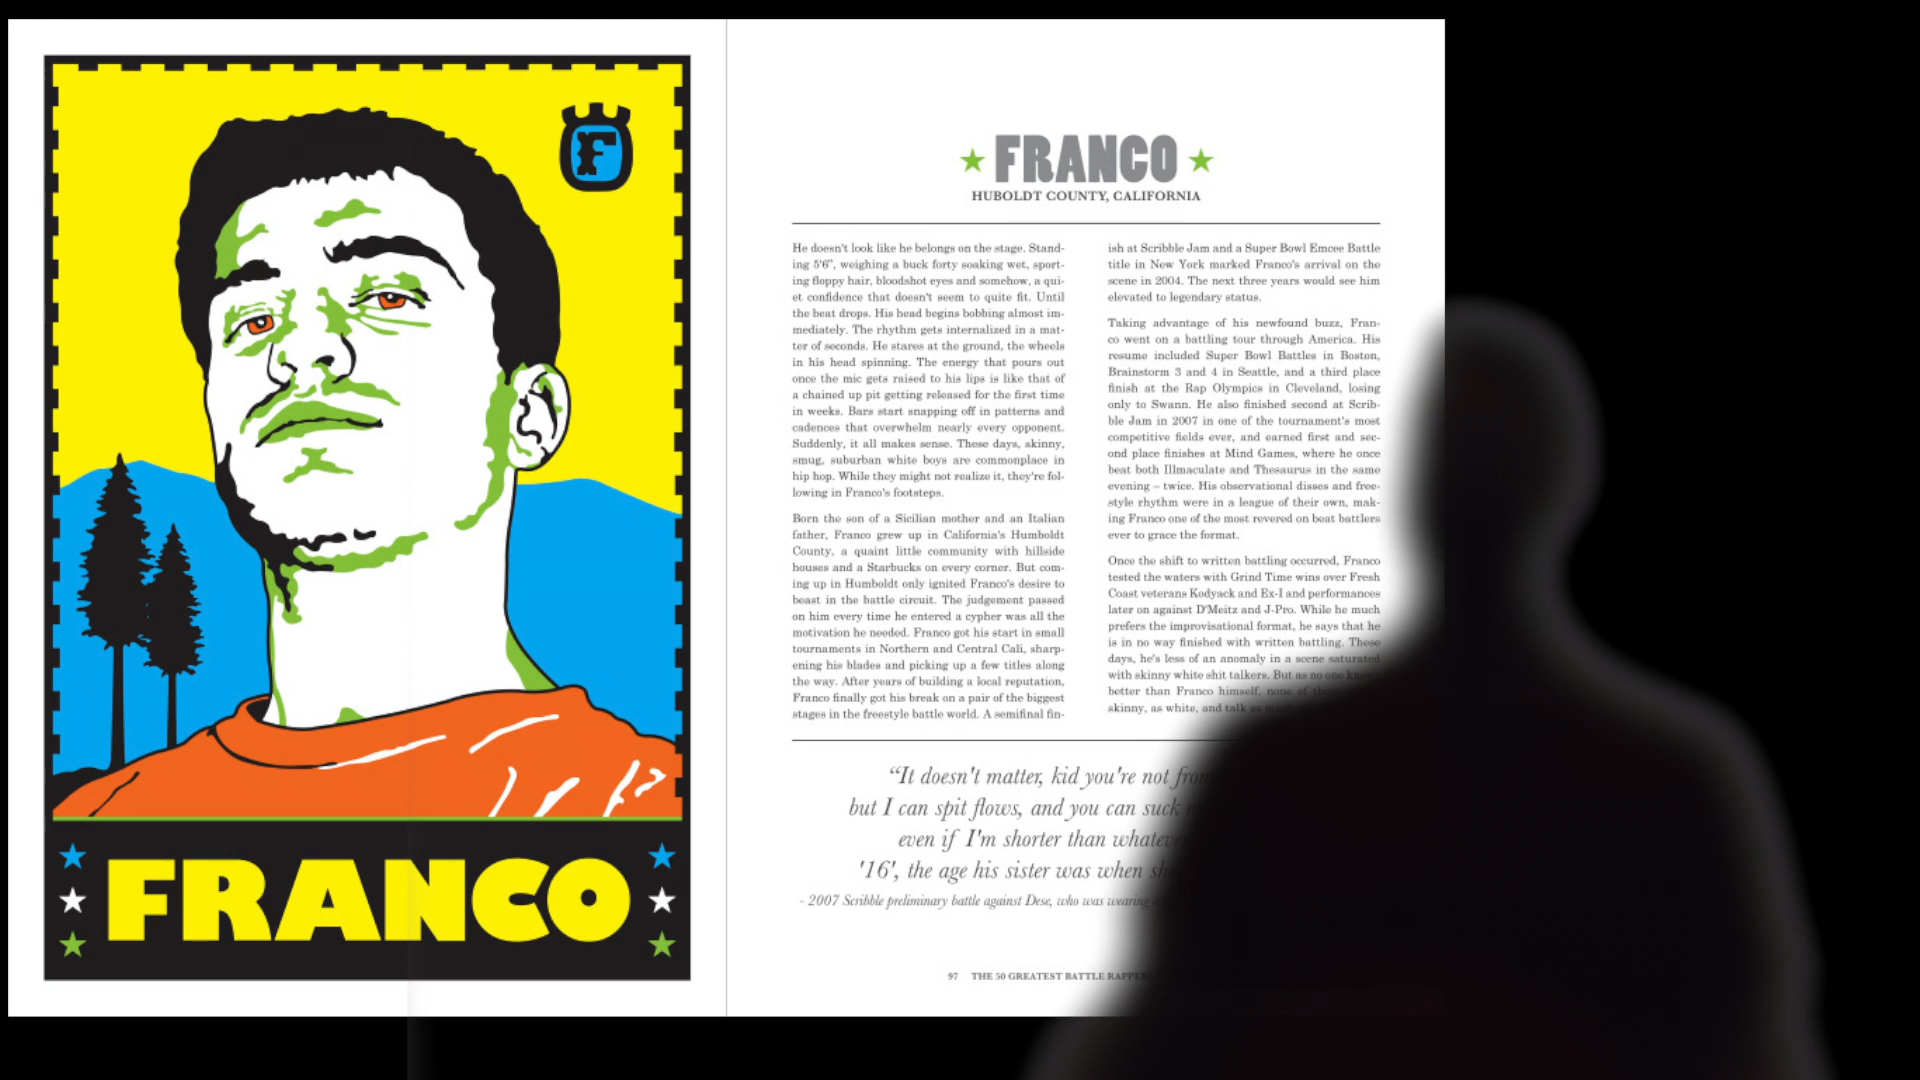 F
FRANCO
FRANCO
HUBOLDT COUNTY, CALIFORNIA
He doesn't look like he belongs on the stage. Stand-
ing 5'6", weighing a buck forty soaking wet, sport-
ing floppy hair, bloodshot eyes and somehow, a qui-
et confidence that doesn't seem to quite fit. Until
the beat drops. His head begins bobbing almost im-
mediately. The rhythm gets internalized in a mat-
ter of seconds. He stares at the ground, the wheels
in his head spinning. The energy that pours out
once the mic gets raised to his lips is like that of
a chained up pit getting released for the first time
in weeks. Bars start snapping off in patterns and
cadences that overwhelm nearly every opponent.
Suddenly, it all makes sense. These days, skinny,
smug, suburban white boys are commonplace in
hip hop. While they might not realize it, they're fol-
lowing in Franco's footsteps.
Born the son of a Sicilian mother and an Italian
father, Franco grew up in California's Humboldt
County, a quaint little community with hillside
houses and a Starbucks on every corner. But com-
ing up in Humboldt only ignited Franco's desire to
beast in the battle circuit. The judgement passed
on him every time he entered a cypher was all the
motivation he needed. Franco got his start in small
tournaments in Northern and Central Cali, sharp-
ening his blades and picking up a few titles along
the way. After years of building a local reputation,
Franco finally got his break on a pair of the biggest
stages in the freestyle battle world. A semifinal fin-
ish at Scribble Jam and a Super Bowl Emcee Battle
title in New York marked Franco's arrival on the
scene in 2004. The next three years would see him
elevated to legendary status.
Taking advantage of his newfound buzz, Fran-
co went on a battling tour through America. His
resume included Super Bowl Battles in Boston,
Brainstorm 3 and 4 in Seattle, and a third place
finish at the Rap Olympics in Cleveland, losing
only to Swann. He also finished second at Scrib-
ble Jam in 2007 in one of the tournament's most
competitive fields ever, and earned first and sec-
ond place finishes at Mind Games, where he once
beat both Illmaculate and Thesaurus in the same
evening – twice. His observational disses and free-
style rhythm were in a league of their own, mak-
ing Franco one of the most revered on beat battlers
ever to grace the format.
Once the shift to written battling occurred, Franco
tested the waters with Grind Time wins over Fresh
Coast veterans Kodyack and Ex-I and performances
later on against D'Meitz and J-Pro. While he much
prefers the improvisational format, he says that he
is in no way finished with written battling. These
days, he's less of an anomaly in a scene saturated
with skinny white shit talkers. But as no one knows
better than Franco himself, none of them
skinny, as white, and talk as much
"It doesn't matter, kid you're not from
but I can spit flows, and you can suck
even if I'm shorter than whatever
'16', the age his sister was when she
- 2007 Scribble preliminary battle against Dese, who was wearing a
97 THE 50 GREATEST BATTLE RAPPERS